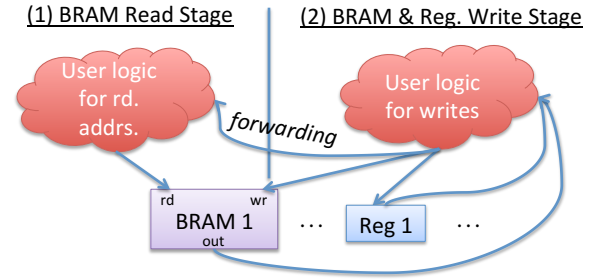 (1) BRAM Read Stage
(2) BRAM & Reg. Write Stage
User logic
for rd.
addrs.
User logic
for writes
forwarding
rd
wr
BRAM 1
out
...
Reg 1
...